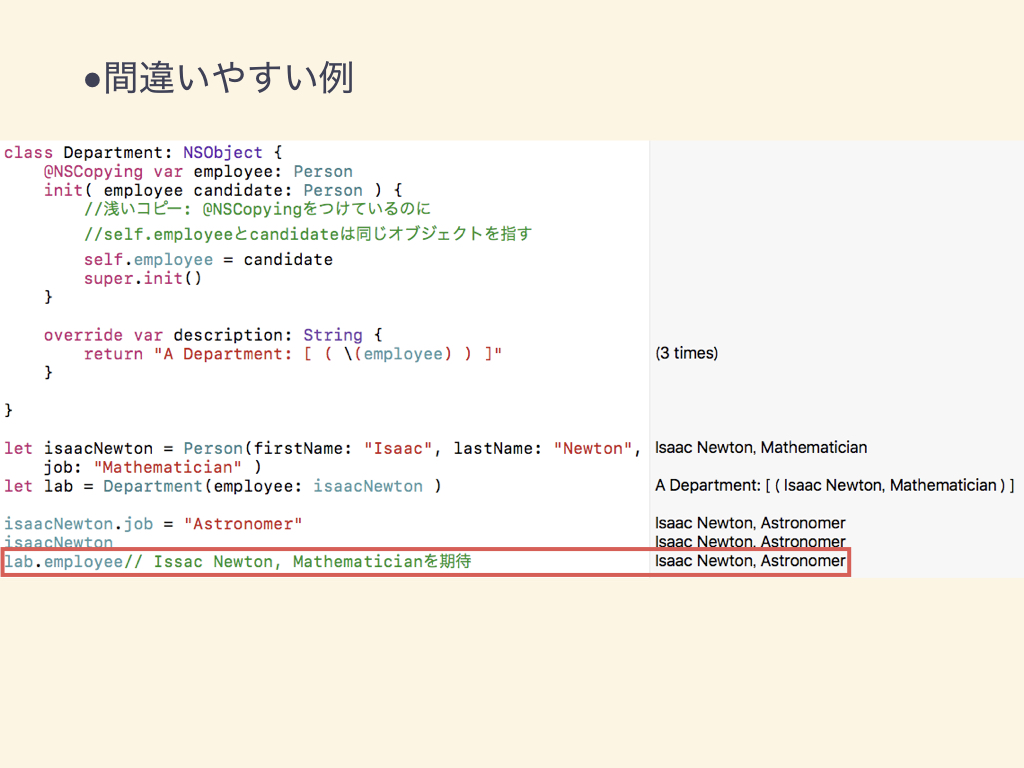 ●間違いやすい例
class Department: NSObject {
@NSCopying var employee: Person
init( employee candidate: Person ) {
//浅いコピー: @NSCopyingをつけているのに
//self.employeeとcandidateは同じオブジェクトを指す
self.employee = candidate
super.init()
}
override var description: String {
return "A Department: [ ( \(employee) ) ]"
(3 times)
}
}
let isaacNewton = Person(firstName: "Isaac", lastName: "Newton",
Isaac Newton, Mathematician
job: "Mathematician" )
let lab = Department(employee: isaacNewton )
A Department: [ ( Isaac Newton, Mathematician ) ]
isaacNewton.job = "Astronomer"
Isaac Newton, Astronomer
isaacNewton
Isaac Newton, Astronomer
lab.employee// Issac Newton, Mathematicianを期待
Isaac Newton, Astronomer